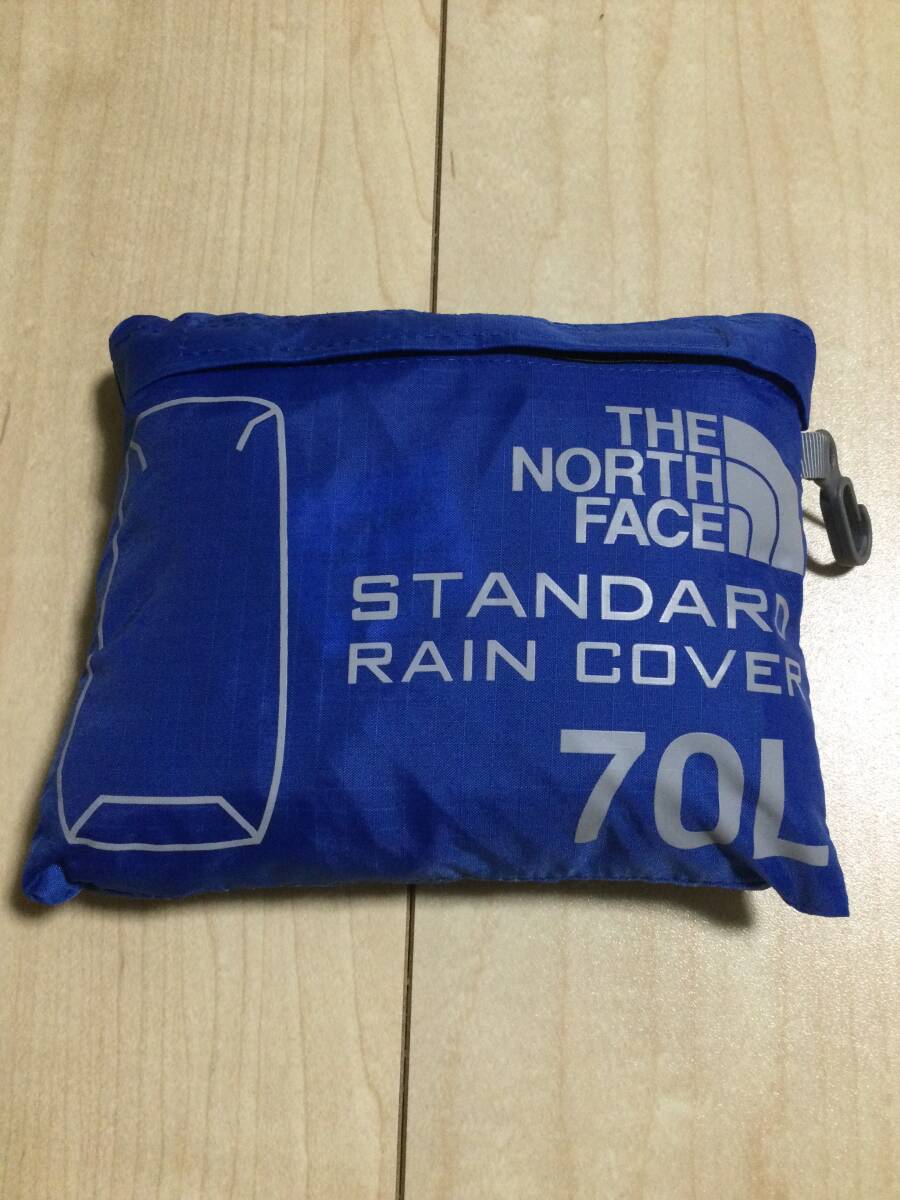 THE
NORTH
FACE
STANDARD
RAIN COVER
70L